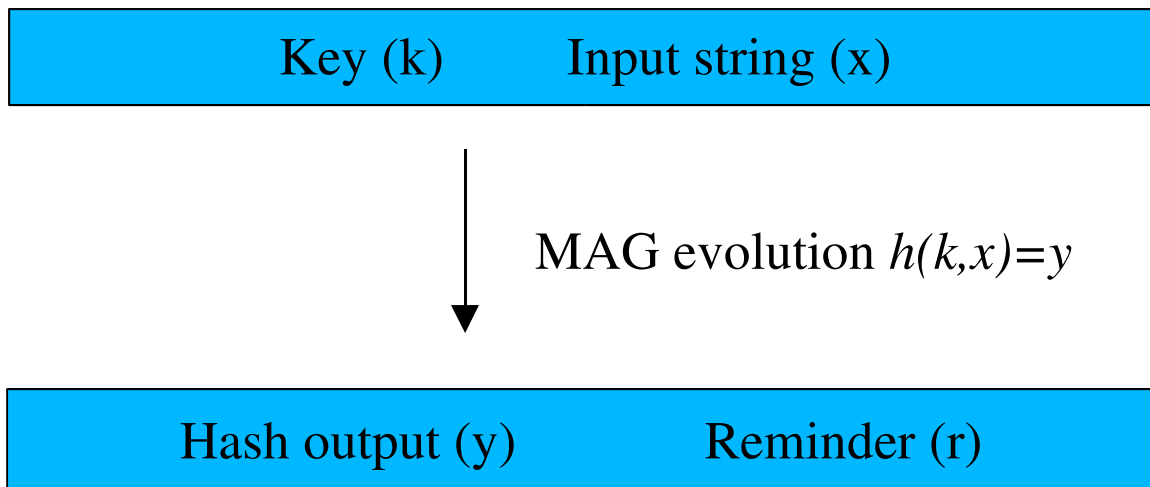 Key (k) Input string (x)
MAG evolution h(k,x)=y
Hash output (y) Reminder (r)